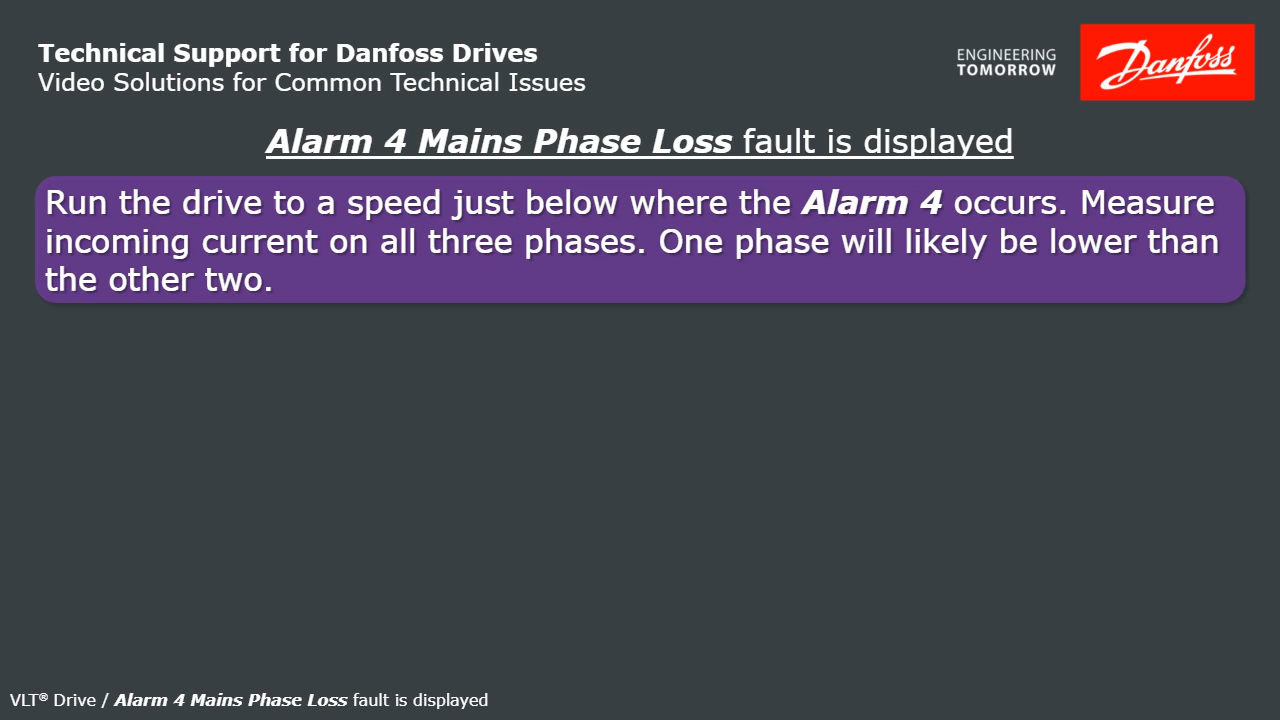 Technical Support for Danfoss Drives
Video Solutions for Common Technical Issues
ENGINEERING
TOMORROW
Danfoss
Alarm 4 Mains Phase Loss fault is displayed
Run the drive to a speed just below where the Alarm 4 occurs. Measure
incoming current on all three phases. One phase will likely be lower than
the other two.
VLT® Drive / Alarm 4 Mains Phase Loss fault is displayed